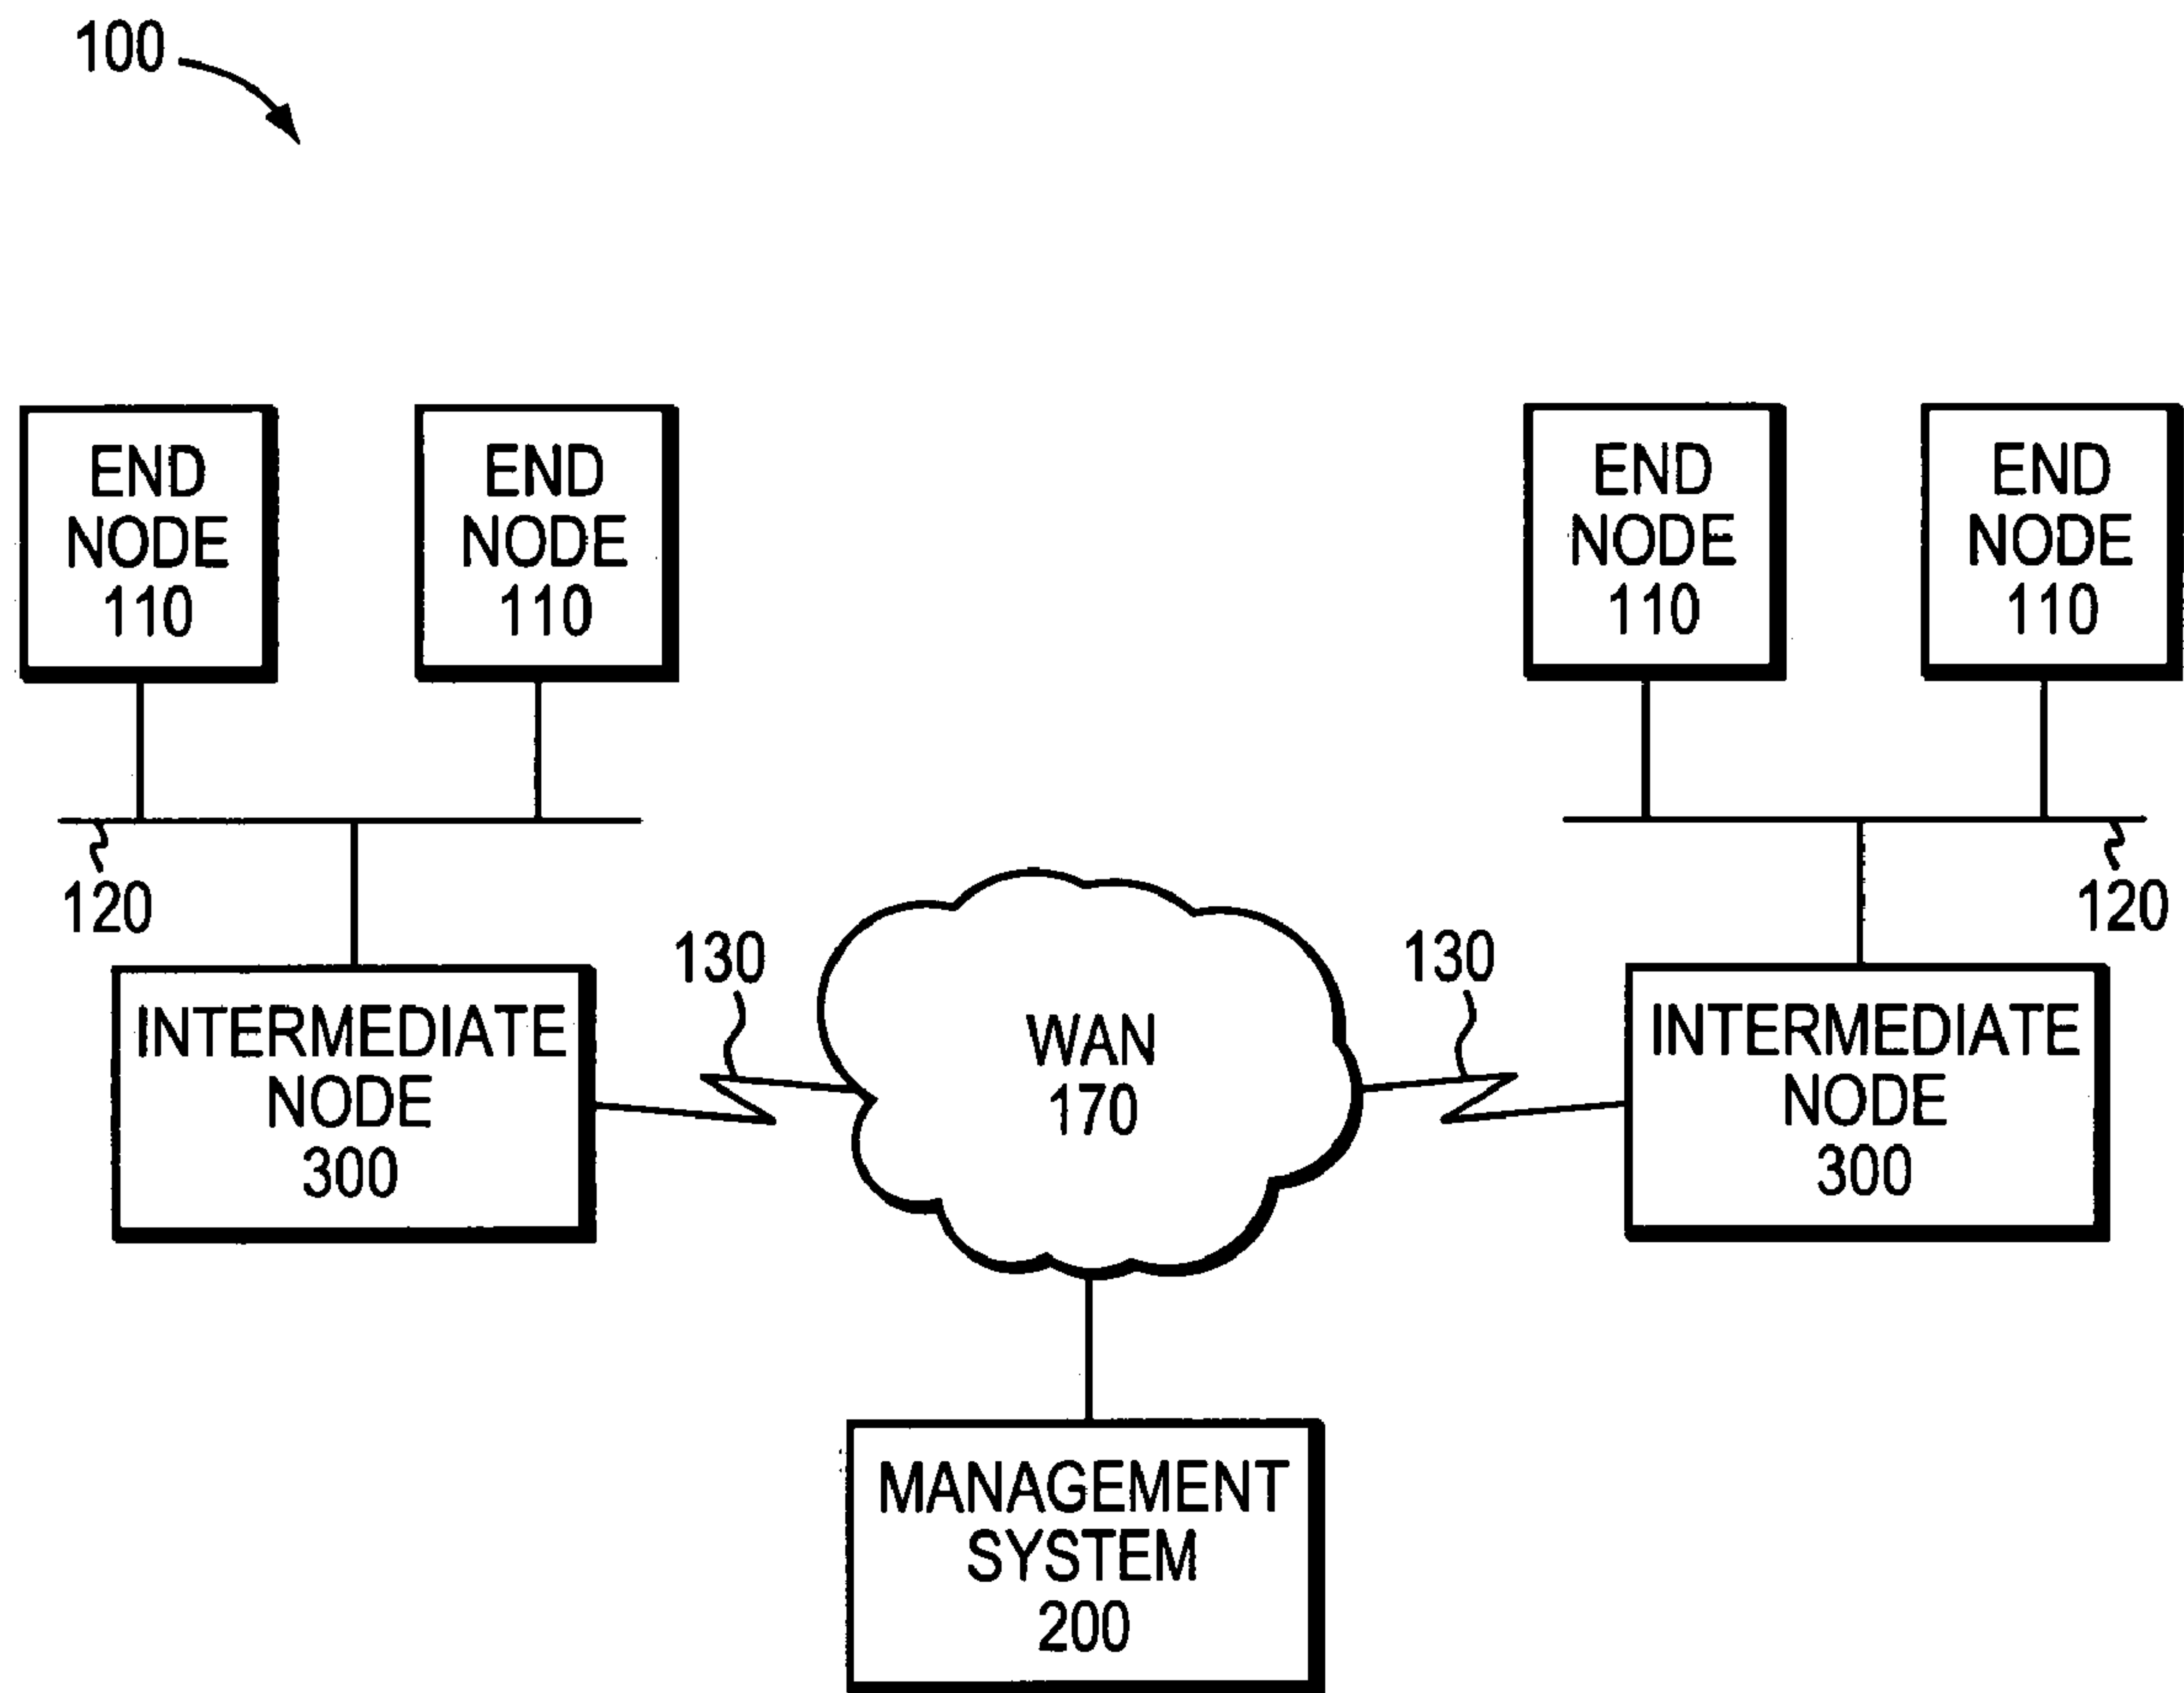 100
END
NODE
110
END
NODE
110
END
NODE
110
END
NODE
110
120
120
130
130
INTERMEDIATE
NODE
300
WAN
170
INTERMEDIATE
NODE
300
MANAGEMENT
SYSTEM
200